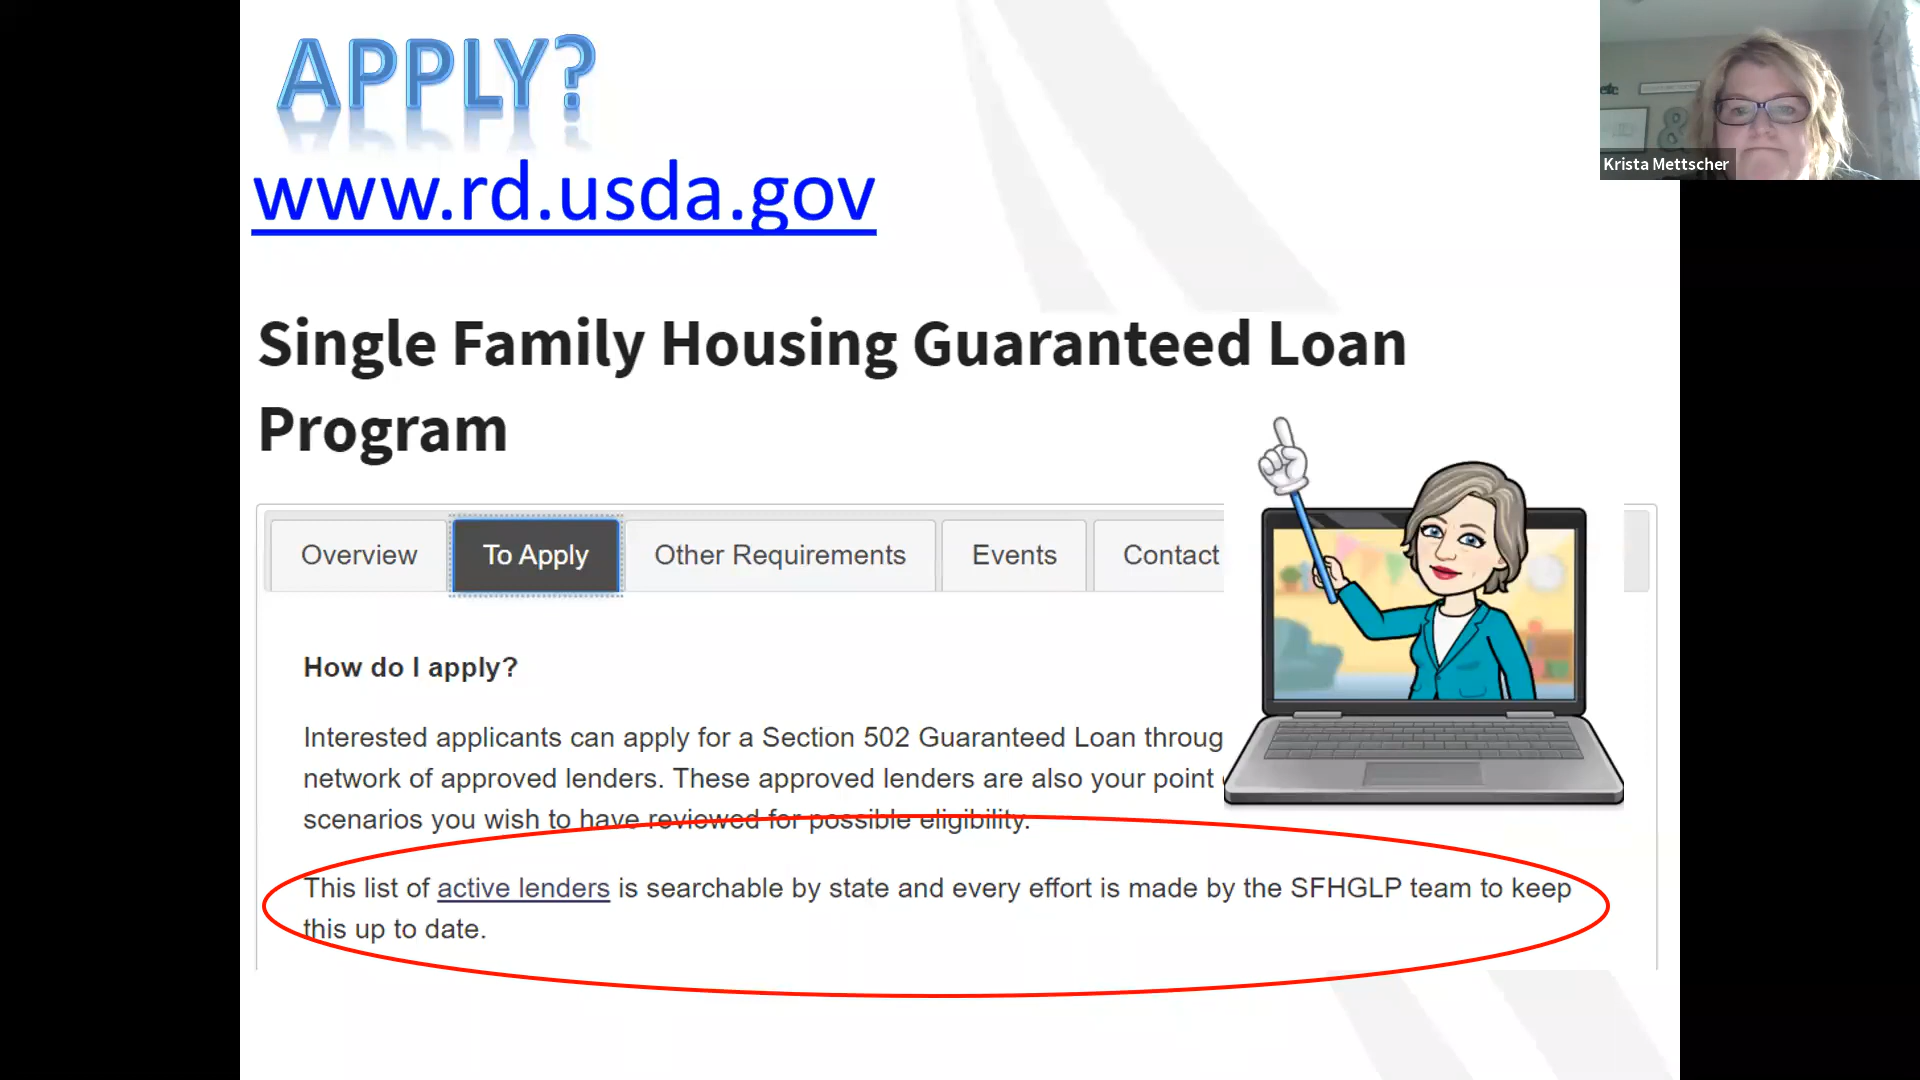 APPLY?
www.rd.usda.gov
Krista Mettscher
&
Single Family Housing Guaranteed Loan
Program
Overview
To Apply
Other Requirements
Events
Contact
How do I apply?
Interested applicants can apply for a Section 502 Guaranteed Loan throug
network of approved lenders. These approved lenders are also your point
scenarios you wish to have reviewed for possible eligibility.
This list of active lenders is searchable by state and every effort is made by the SFHGLP team to keep
this up to date.